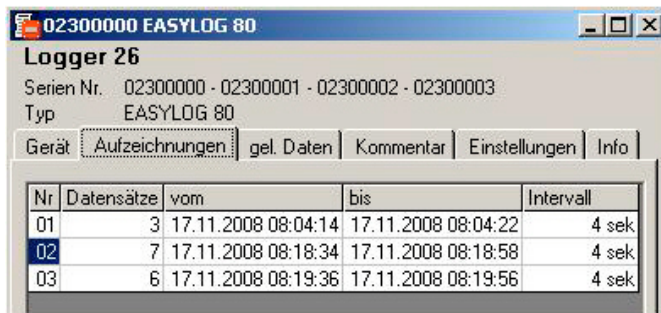 02300000 EASYLOG 80
Logger 26
Serien Nr. 02300000 - 02300001 - 02300002 - 02300003
Typ EASYLOG 80
Gerät Aufzeichnungen gel. Daten Kommentar Einstellungen Info
Nr Datensätze vom bis Intervall
01 3 17.11.2008 08:04:14 17.11.2008 08:04:22 4 sek
02 7 17.11.2008 08:18:34 17.11.2008 08:18:58 4 sek
03 6 17.11.2008 08:19:36 17.11.2008 08:19:56 4 sek